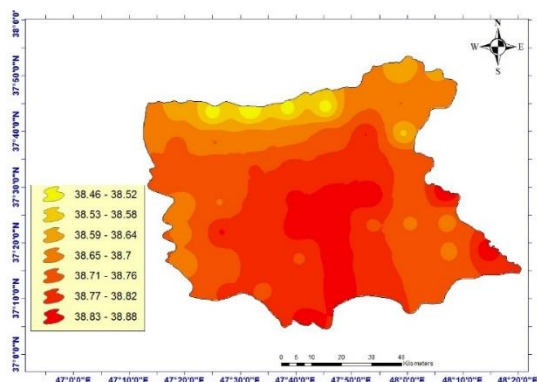 N
W E
S
38°0'0"N
37°50'0"N
37°40'0"N
37°30'0"N
37°20'0"N
37°10'0"N
37°0'0"N
38.46 - 38.52
38.53 - 38.58
38.59 - 38.64
38.65 - 38.7
38.71 - 38.76
38.77 - 38.82
38.83 - 38.88
0 5 10 20 30 40
Kilometers
47°0'0"E 47°10'0"E 47°20'0"E 47°30'0"E 47°40'0"E 47°50'0"E 48°0'0"E 48°10'0"E 48°20'0"E